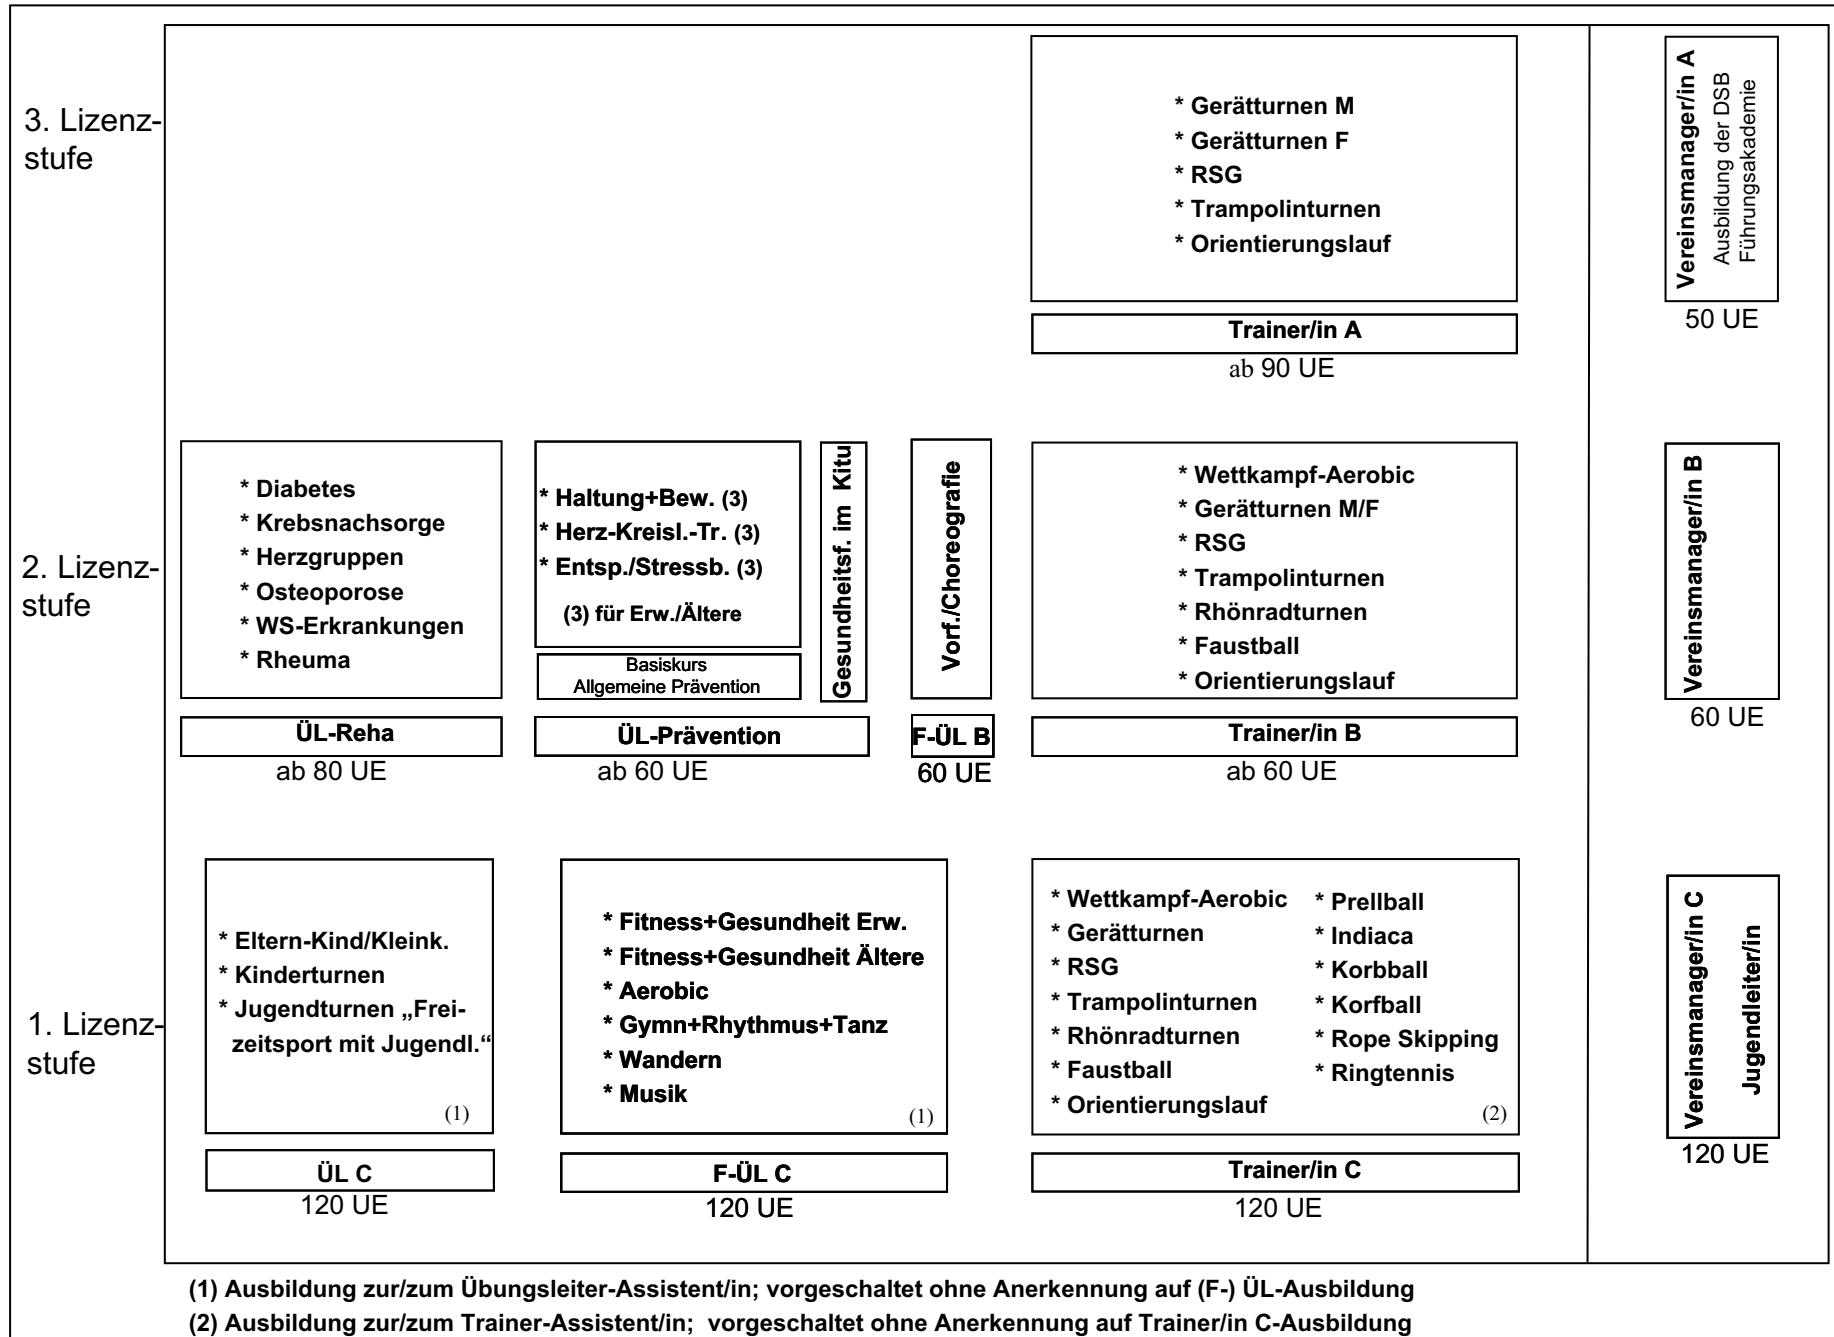 3. Lizenz-
stufe
* Gerätturnen M
* Gerätturnen F
* RSG
* Trampolinturnen
* Orientierungslauf
Trainer/in A
ab 90 UE
Vereinsmanager/in A
Ausbildung der DSB
Führungsakademie
50 UE
2. Lizenz-
stufe
* Diabetes
* Krebsnachsorge
* Herzgruppen
* Osteoporose
* WS-Erkrankungen
* Rheuma
ÜL-Reha
ab 80 UE
* Haltung+Bew. (3)
* Herz-Kreisl.-Tr. (3)
* Entsp./Stressb. (3)
(3) für Erw./Ältere
Basiskurs
Allgemeine Prävention
Gesundheitsf. im Kitu
ÜL-Prävention
ab 60 UE
Vorf./Choreografie
F-ÜL B
60 UE
* Wettkampf-Aerobic
* Gerätturnen M/F
* RSG
* Trampolinturnen
* Rhönradturnen
* Faustball
* Orientierungslauf
Trainer/in B
ab 60 UE
Vereinsmanager/in B
60 UE
1. Lizenz-
stufe
* Eltern-Kind/Kleink.
* Kinderturnen
* Jugendturnen „Frei-
zeitsport mit Jugendl.“
(1)
ÜL C
120 UE
* Fitness+Gesundheit Erw.
* Fitness+Gesundheit Ältere
* Aerobic
* Gymn+Rhythmus+Tanz
* Wandern
* Musik
(1)
F-ÜL C
120 UE
* Wettkampf-Aerobic
* Gerätturnen
* RSG
* Trampolinturnen
* Rhönradturnen
* Faustball
* Orientierungslauf
* Prellball
* Indiaca
* Korbball
* Korfball
* Rope Skipping
* Ringtennis
(2)
Trainer/in C
120 UE
Vereinsmanager/in C
Jugendleiter/in
120 UE
(1) Ausbildung zur/zum Übungsleiter-Assistent/in; vorgeschaltet ohne Anerkennung auf (F-) ÜL-Ausbildung
(2) Ausbildung zur/zum Trainer-Assistent/in; vorgeschaltet ohne Anerkennung auf Trainer/in C-Ausbildung